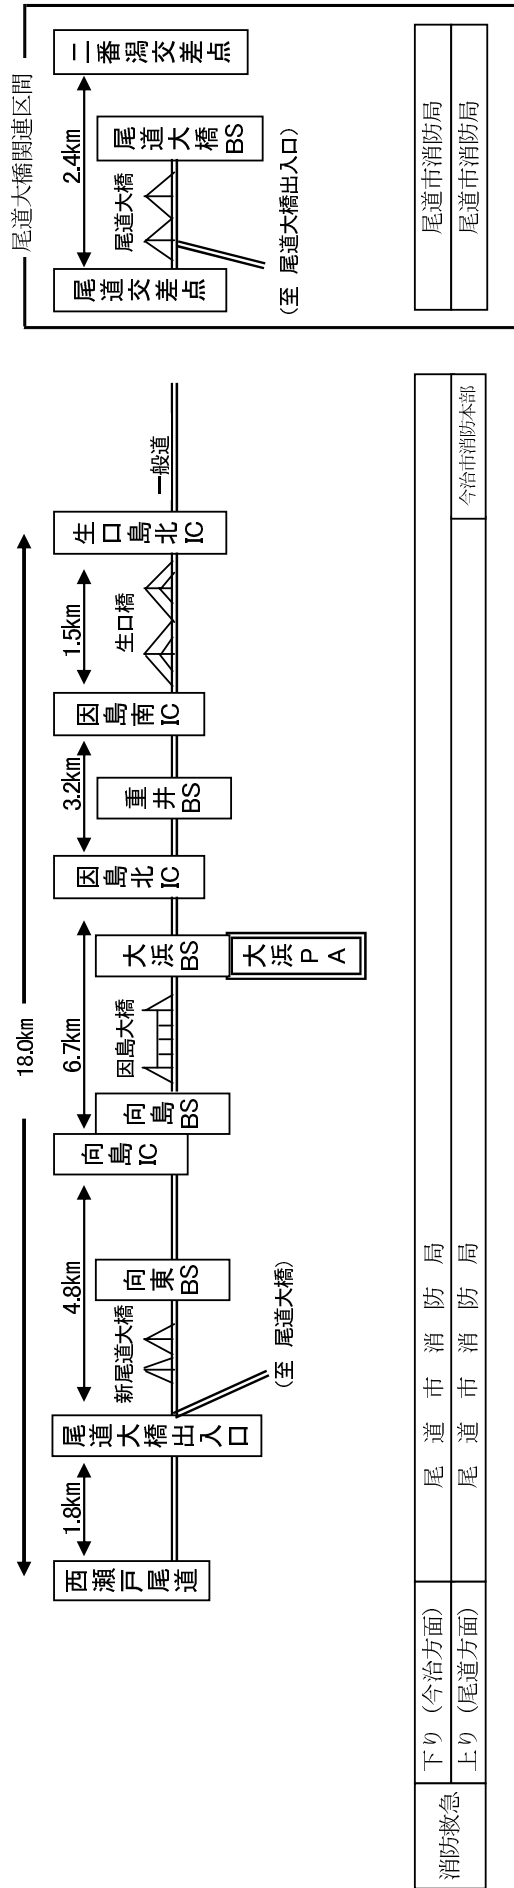 尾道大橋関連区間
18.0km
1.8km
4.8km
6.7km
3.2km
1.5km
2.4km
西瀬戸尾道
尾道大橋出入口
新尾道大橋
向東BS
向島IC
向島BS
因島大橋
大浜BS
大浜PA
因島北IC
重井BS
因島南IC
生口橋
生口島北IC
一般道
(至 尾道大橋)
尾道交差点
尾道大橋
尾道大橋BS
二番潟交差点
(至 尾道大橋出入口)
消防救急
下り (今治方面)
尾道市消防局
尾道市消防局
上り (尾道方面)
尾道市消防局
今治市消防本部
尾道市消防局